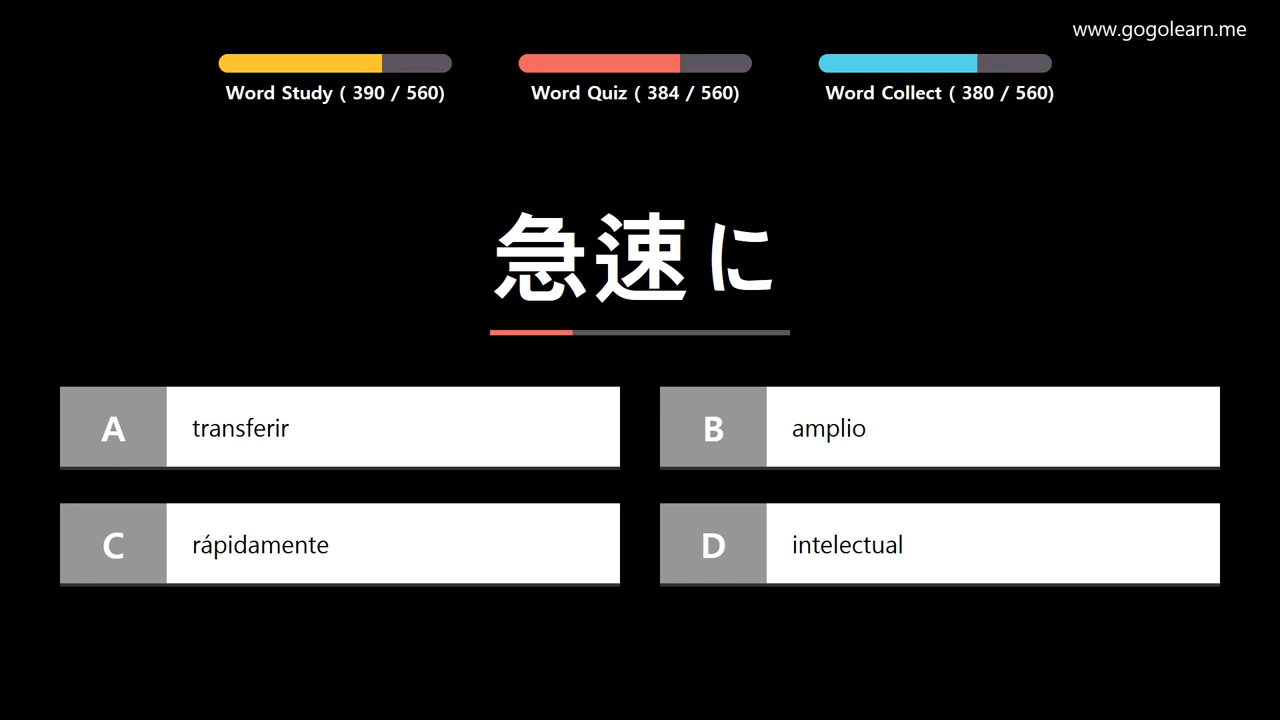 www.gogolearn.me
Word Study ( 390 / 560)
Word Quiz ( 384 / 560)
Word Collect ( 380 / 560)
急速に
A transferir
B amplio
C rápidamente
D intelectual